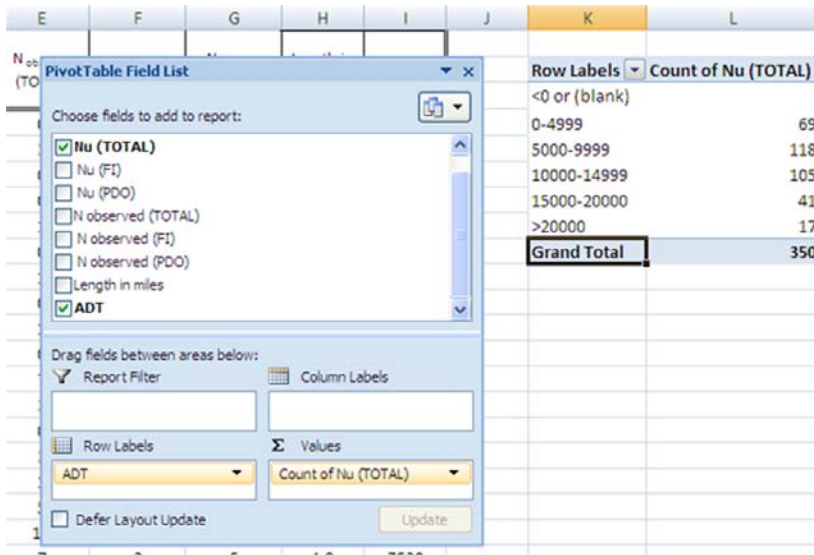 E F G H I J K L
N ob
(TO
PivotTable Field List
Choose fields to add to report:
Nu (TOTAL)
Nu (FI)
Nu (PDO)
N observed (TOTAL)
N observed (FI)
N observed (PDO)
Length in miles
ADT
Drag fields between areas below:
Report Filter
Column Labels
Row Labels
Σ Values
ADT
Count of Nu (TOTAL)
Defer Layout Update
Update
Row Labels Count of Nu (TOTAL)
<0 or (blank)
0-4999 69
5000-9999 118
10000-14999 105
15000-20000 41
>20000 17
Grand Total 350